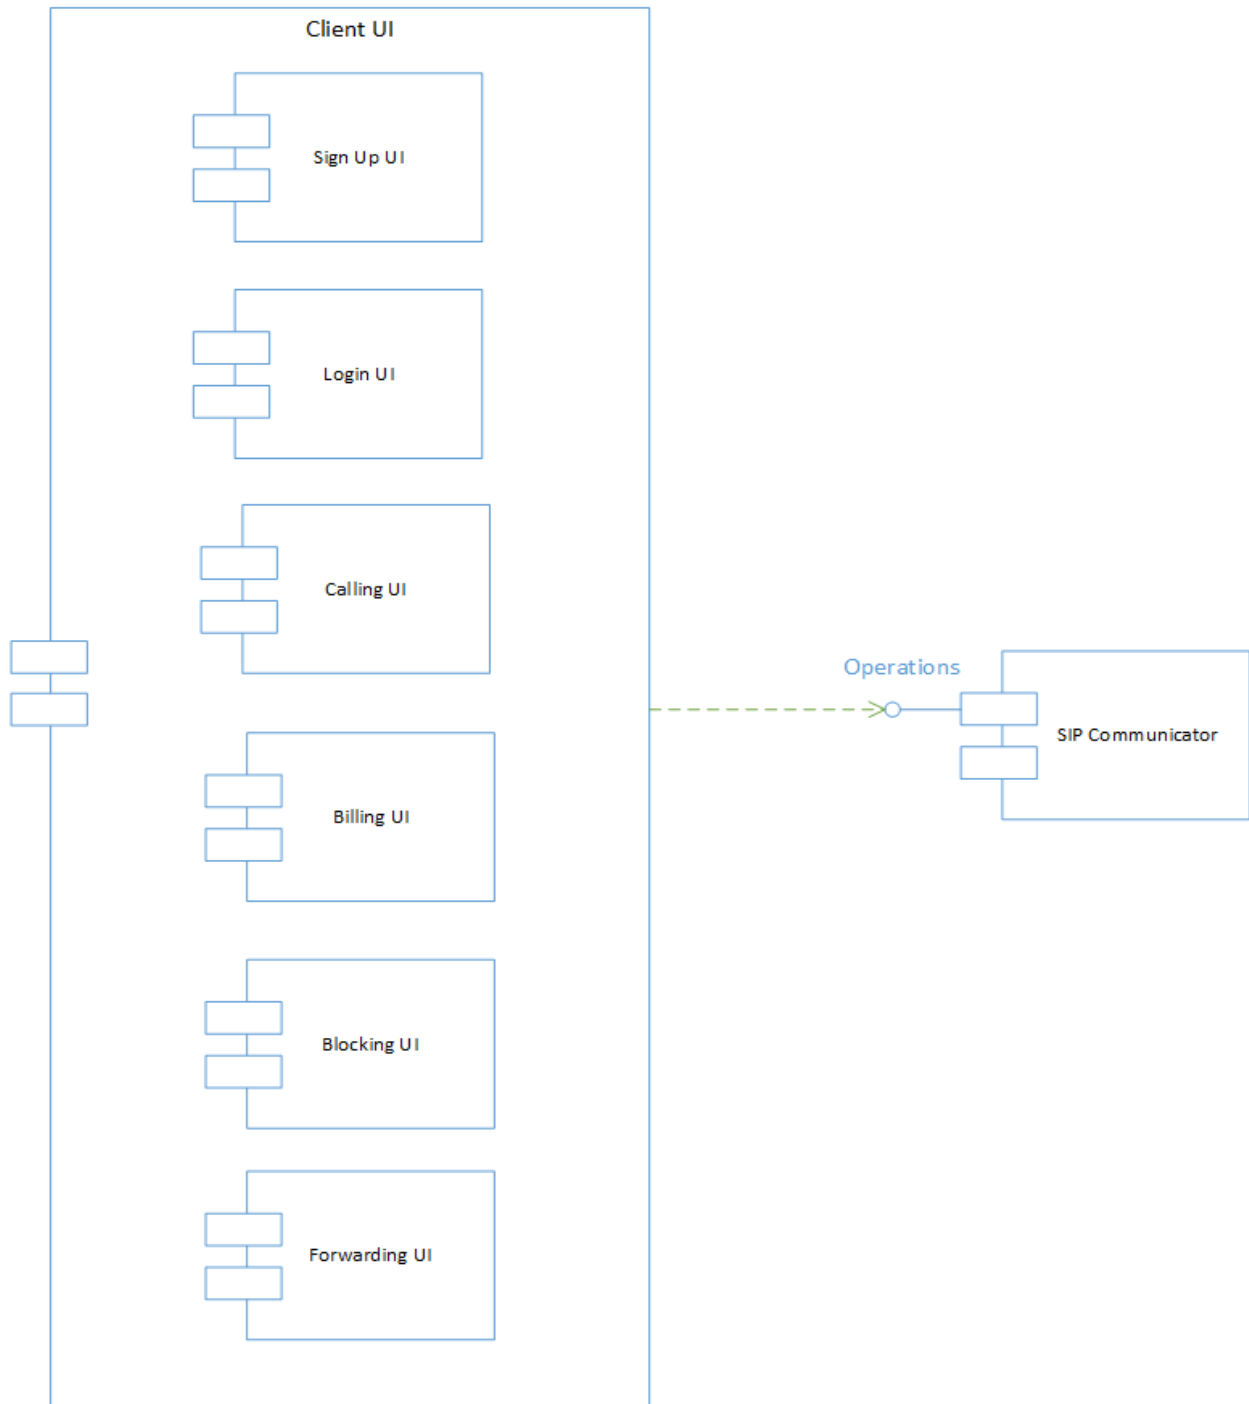 Client UI
Sign Up UI
Login UI
Calling UI
Operations
SIP Communicator
Billing UI
Blocking UI
Forwarding UI